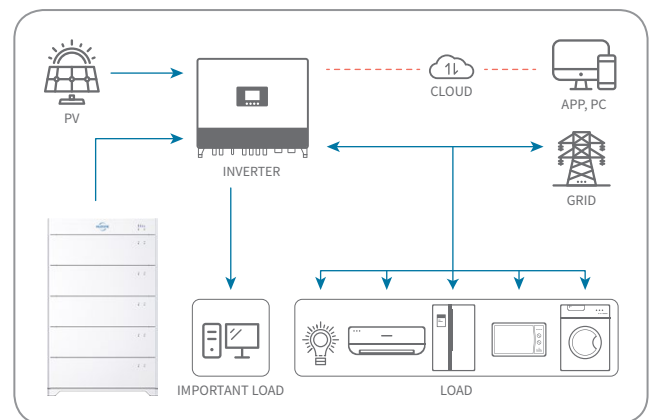 PV
INVERTER
CLOUD
APP, PC
GRID
IMPORTANT LOAD
LOAD